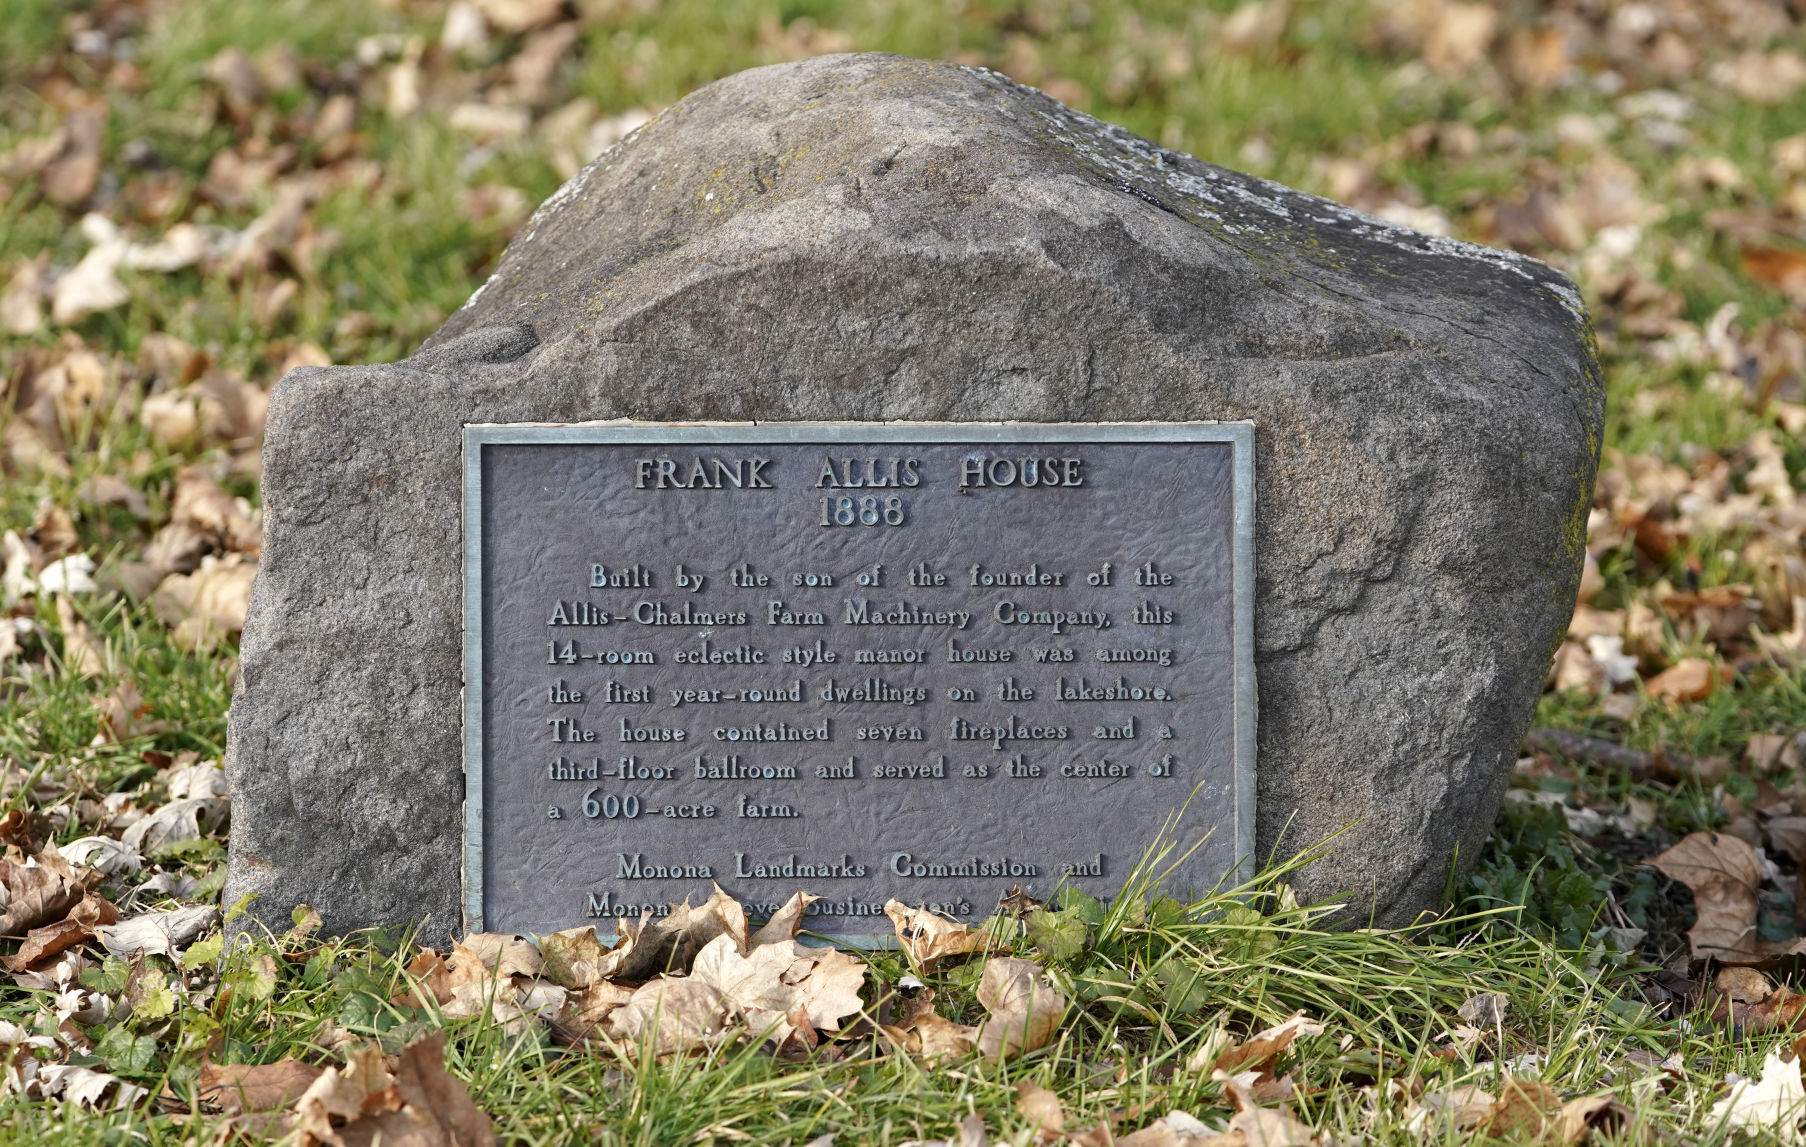 FRANK ALLIS HOUSE
1888
Built by the son of the founder of the
Allis-Chalmers Farm Machinery Company, this
14-room eclectic style manor house was among
the first year-round dwellings on the lakeshore.
The house contained seven fireplaces and a
third-floor ballroom and served as the center of
a 600-acre farm.
Monona Landmarks Commission and